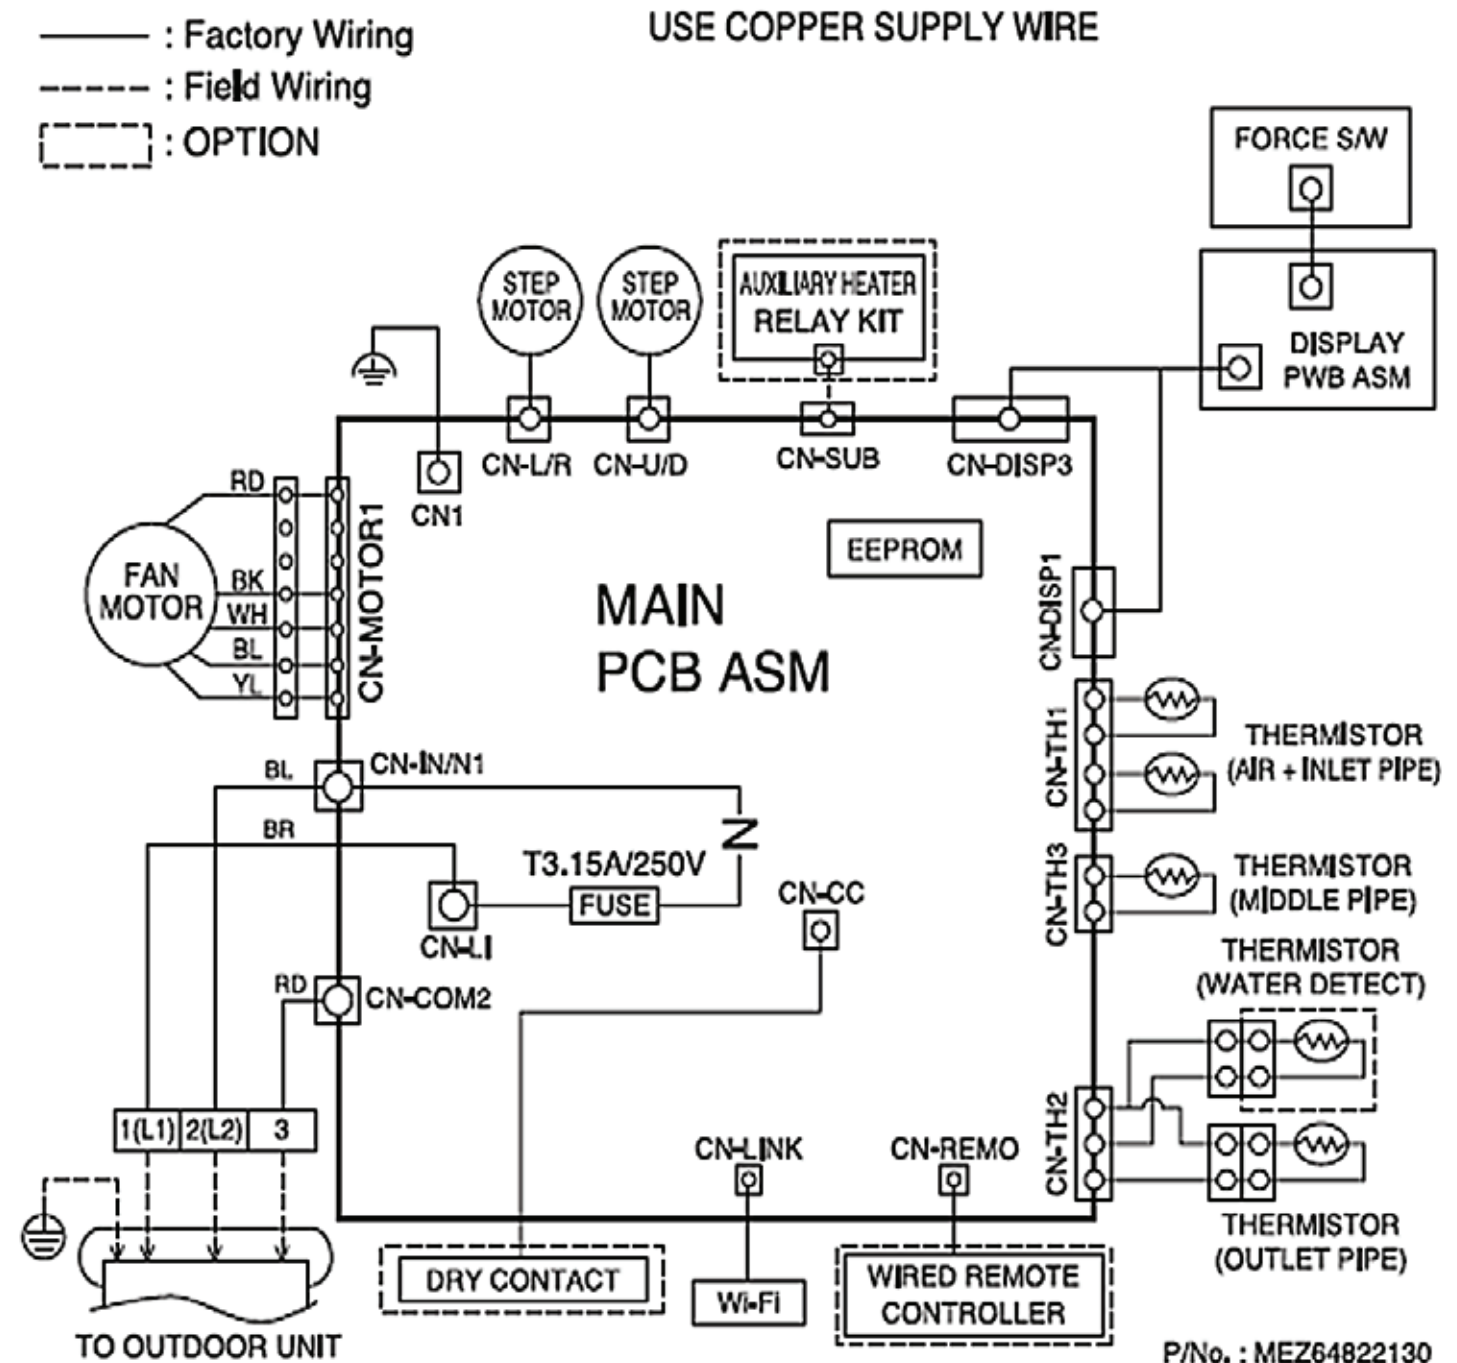 : Factory Wiring
: Field Wiring
: OPTION
USE COPPER SUPPLY WIRE
FORCE S/W
DISPLAY
PWB ASM
STEP
MOTOR
STEP
MOTOR
AUXILIARY HEATER
RELAY KIT
CN-L/R
CN-U/D
CN-SUB
CN-DISP3
CN1
RD
BK
WH
BL
YL
FAN
MOTOR
CN-MOTOR1
EEPROM
MAIN
PCB ASM
CN-DISP1
CN-TH1
THERMISTOR
(AIR + INLET PIPE)
BL
CN-IN/N1
BR
N
T3.15A/250V
FUSE
CN-LI
CN-CC
CN-TH3
THERMISTOR
(MIDDLE PIPE)
THERMISTOR
(WATER DETECT)
RD
CN-COM2
1(L1)
2(L2)
3
CN-TH2
CN-LINK
CN-REMO
THERMISTOR
(OUTLET PIPE)
DRY CONTACT
Wi-Fi
WIRED REMOTE
CONTROLLER
TO OUTDOOR UNIT
P/No. : MEZ64822130